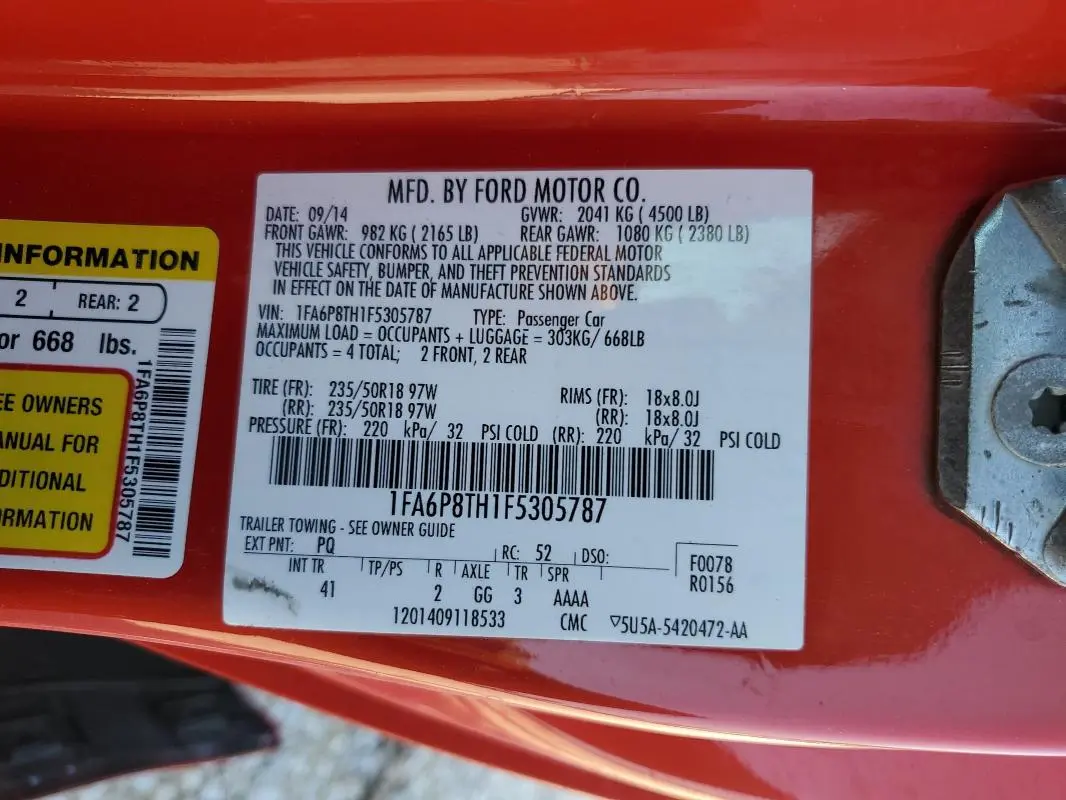 MFD. BY FORD MOTOR CO.
DATE: 09/14 GVWR: 2041 KG ( 4500 LB)
FRONT GAWR: 982 KG ( 2165 LB) REAR GAWR: 1080 KG ( 2380 LB)
THIS VEHICLE CONFORMS TO ALL APPLICABLE FEDERAL MOTOR
VEHICLE SAFETY, BUMPER, AND THEFT PREVENTION STANDARDS
IN EFFECT ON THE DATE OF MANUFACTURE SHOWN ABOVE.
VIN: 1FA6P8TH1F5305787 TYPE: Passenger Car
MAXIMUM LOAD = OCCUPANTS + LUGGAGE = 303KG/ 668LB
OCCUPANTS = 4 TOTAL; 2 FRONT, 2 REAR
TIRE (FR): 235/50R18 97W RIMS (FR): 18x8.0J
(RR): 235/50R18 97W (RR): 18x8.0J
PRESSURE (FR): 220 kPa/ 32 PSI COLD (RR): 220 kPa/ 32 PSI COLD
1FA6P8TH1F5305787
TRAILER TOWING - SEE OWNER GUIDE
EXT PNT: PQ RC: 52 DSO: F0078
R0156
INT TR TP/PS R AXLE TR SPR
41 2 GG 3 AAAA
1201409118533 CMC 5U5A-5420472-AA
INFORMATION
2 REAR: 2
or 668 lbs.
EE OWNERS
ANUAL FOR
DITIONAL
ORMATION
1FA6P8TH1F5305787